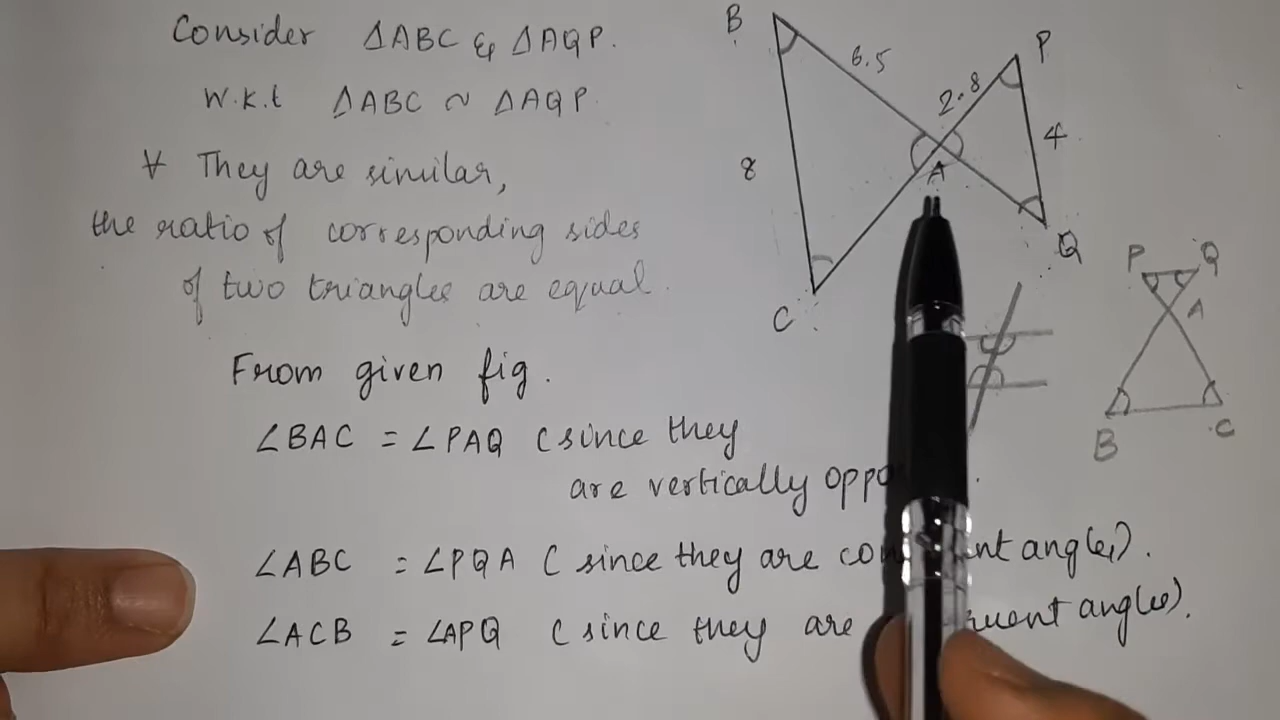 Consider ΔABC & ΔAQP.
W.k.t ΔABC ~ ΔAQP
∀ They are similar,
the ratio of corresponding sides
of two triangles are equal.
From given fig.
∠BAC = ∠PAQ (since they
are vertically
∠ABC = ∠PQA (since they are angles).
∠ACB = ∠APQ (since they are angles).
B
6.5
P
2.8
4
8
A
Q
C
P Q
A
B
C